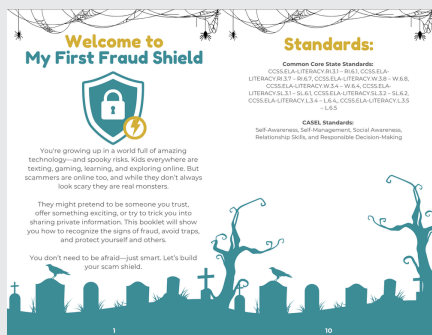 Welcome to
My First Fraud Shield
You're growing up in a world full of amazing
technology—and spooky risks. Kids everywhere are
texting, gaming, learning, and exploring online. But
scammers are online too, and while they don't always
look scary they are real monsters.
They might pretend to be someone you trust,
offer something exciting, or try to trick you into
sharing private information. This booklet will show
you how to recognize the signs of fraud, avoid traps,
and protect yourself and others.
You don't need to be afraid—just smart. Let's build
your scam shield.
1
Standards:
Common Core State Standards:
CCSS.ELA-LITERACY.RI.3.1 – RI.6.1, CCSS.ELA-
LITERACY.RI.3.7 – RI.6.7, CCSS.ELA-LITERACY.W.3.8 – W.6.8,
CCSS.ELA-LITERACY.W.3.4 – W.6.4, CCSS.ELA-
LITERACY.SL.3.1 – SL.6.1, CCSS.ELA-LITERACY.SL.3.2 – SL.6.2,
CCSS.ELA-LITERACY.L.3.4 – L.6.4, CCSS.ELA-LITERACY.L.3.5
– L.6.5
CASEL Standards:
Self-Awareness, Self-Management, Social Awareness,
Relationship Skills, and Responsible Decision-Making
10